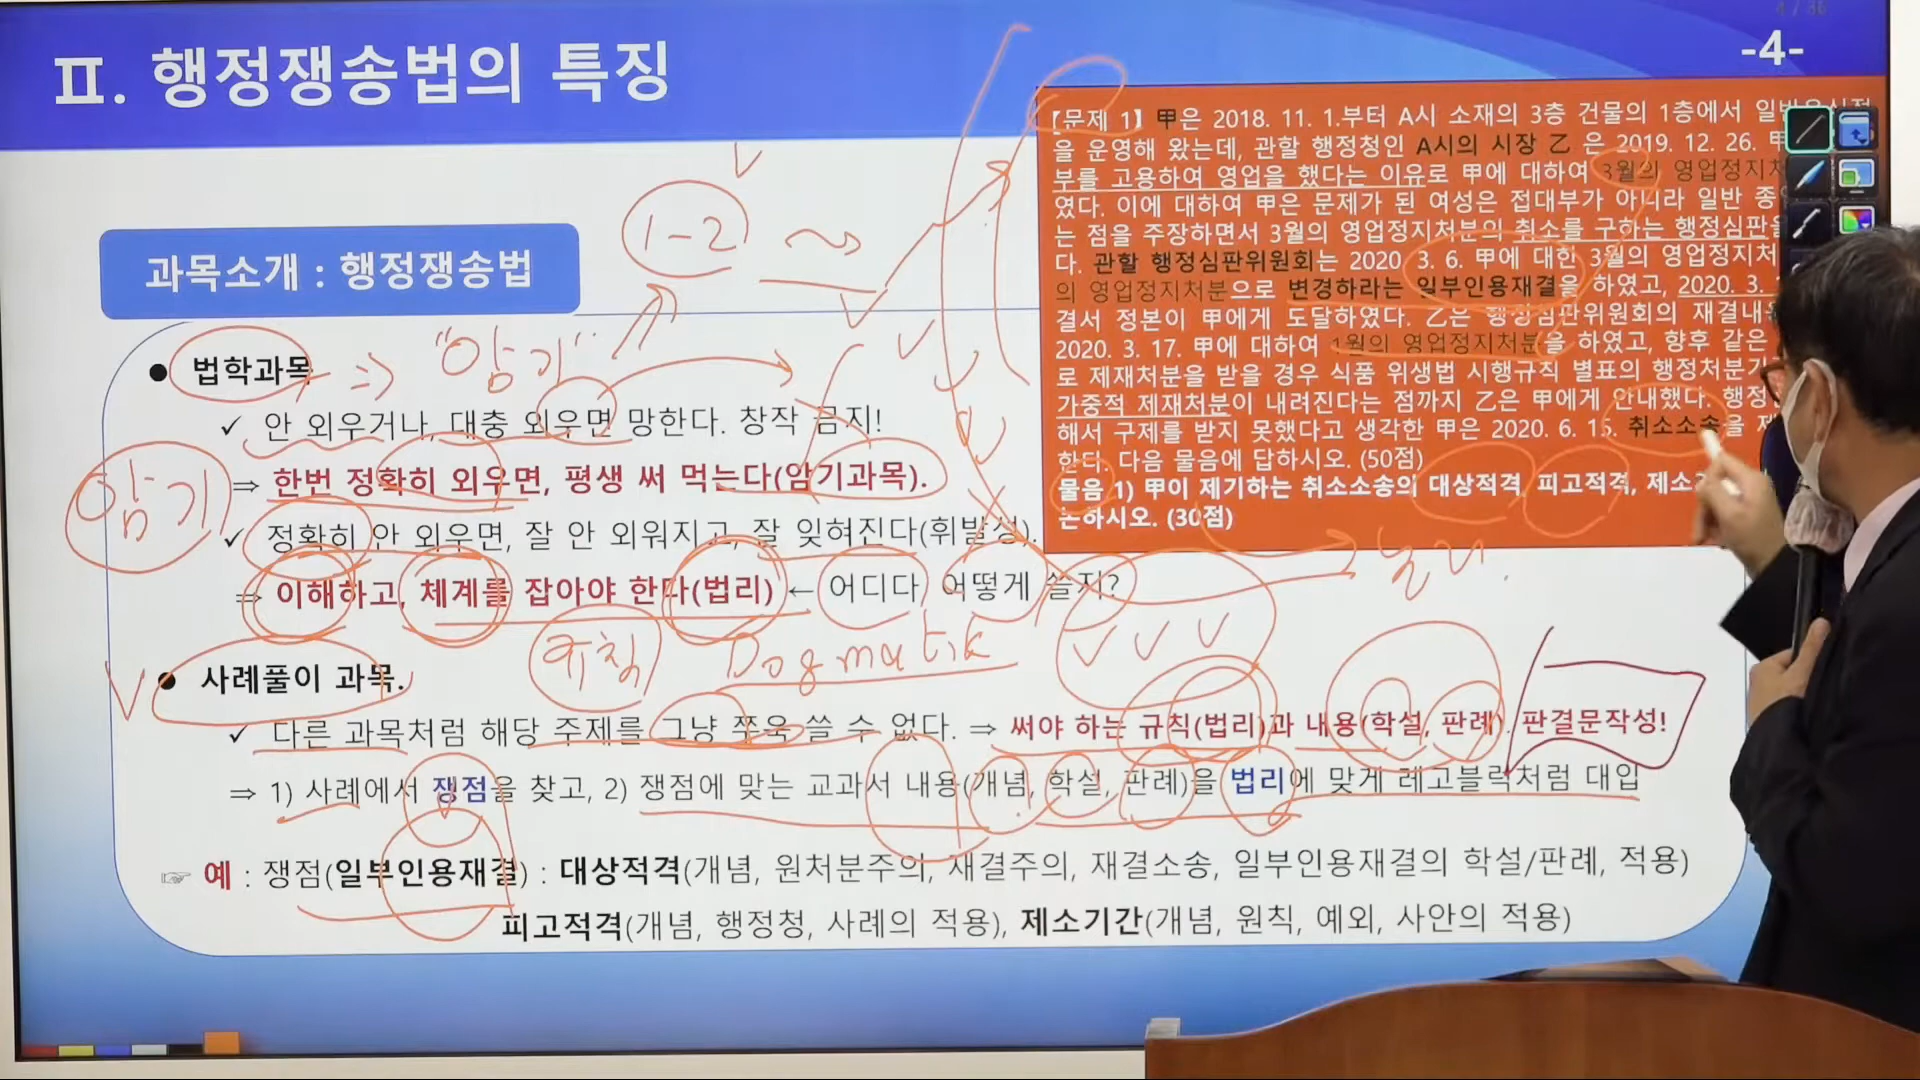 4 / 36
Ⅱ. 행정쟁송법의 특징
-4-
과목소개 : 행정쟁송법
1-2
● 법학과목
⇒ "암기"
✓ 안 외우거나, 대충 외우면 망한다. 창작 금지!
암기
⇒ 한번 정확히 외우면, 평생 써 먹는다(암기과목).
✓ 정확히 안 외우면, 잘 안 외워지고, 잘 잊혀진다(휘발성).
⇒ 이해하고, 체계를 잡아야 한다(법리) ← 어디다 어떻게 쓸지?
규칙 Dogmatik
논리
● 사례풀이 과목.
✓ 다른 과목처럼 해당 주제를 그냥 쭈욱 쓸 수 없다. ⇒ 써야 하는 규칙(법리)과 내용(학설, 판례). 판결문작성!
⇒ 1) 사례에서 쟁점을 찾고, 2) 쟁점에 맞는 교과서 내용(개념, 학설, 판례)을 법리에 맞게 레고블럭처럼 대입
☞ 예 : 쟁점(일부인용재결) : 대상적격(개념, 원처분주의, 재결주의, 재결소송, 일부인용재결의 학설/판례, 적용)
피고적격(개념, 행정청, 사례의 적용), 제소기간(개념, 원칙, 예외, 사안의 적용)
【문제 1】 甲은 2018. 11. 1.부터 A시 소재의 3층 건물의 1층에서
을 운영해 왔는데, 관할 행정청인 A시의 시장 乙 은 2019. 12. 26.
부를 고용하여 영업을 했다는 이유로 甲에 대하여 3월의 영업정지처
였다. 이에 대하여 甲은 문제가 된 여성은 접대부가 아니라 일반
는 점을 주장하면서 3월의 영업정지처분의 취소를 구하는 행정심판을
다. 관할 행정심판위원회는 2020. 3. 6. 甲에 대한 3월의 영업정지처
의 영업정지처분으로 변경하라는 일부인용재결을 하였고, 2020. 3.
결서 정본이 甲에게 도달하였다. 乙은 행정심판위원회의 재결내
2020. 3. 17. 甲에 대하여 1월의 영업정지처분을 하였고, 향후 같은
로 제재처분을 받을 경우 식품 위생법 시행규칙 별표의 행정처분기
가중적 제재처분이 내려진다는 점까지 乙은 甲에게 안내했다. 행정
해서 구제를 받지 못했다고 생각한 甲은 2020. 6. 15. 취소소송을 제
한다. 다음 물음에 답하시오. (50점)
물음 1) 甲이 제기하는 취소소송의 대상적격, 피고적격, 제소
논하시오. (30점)